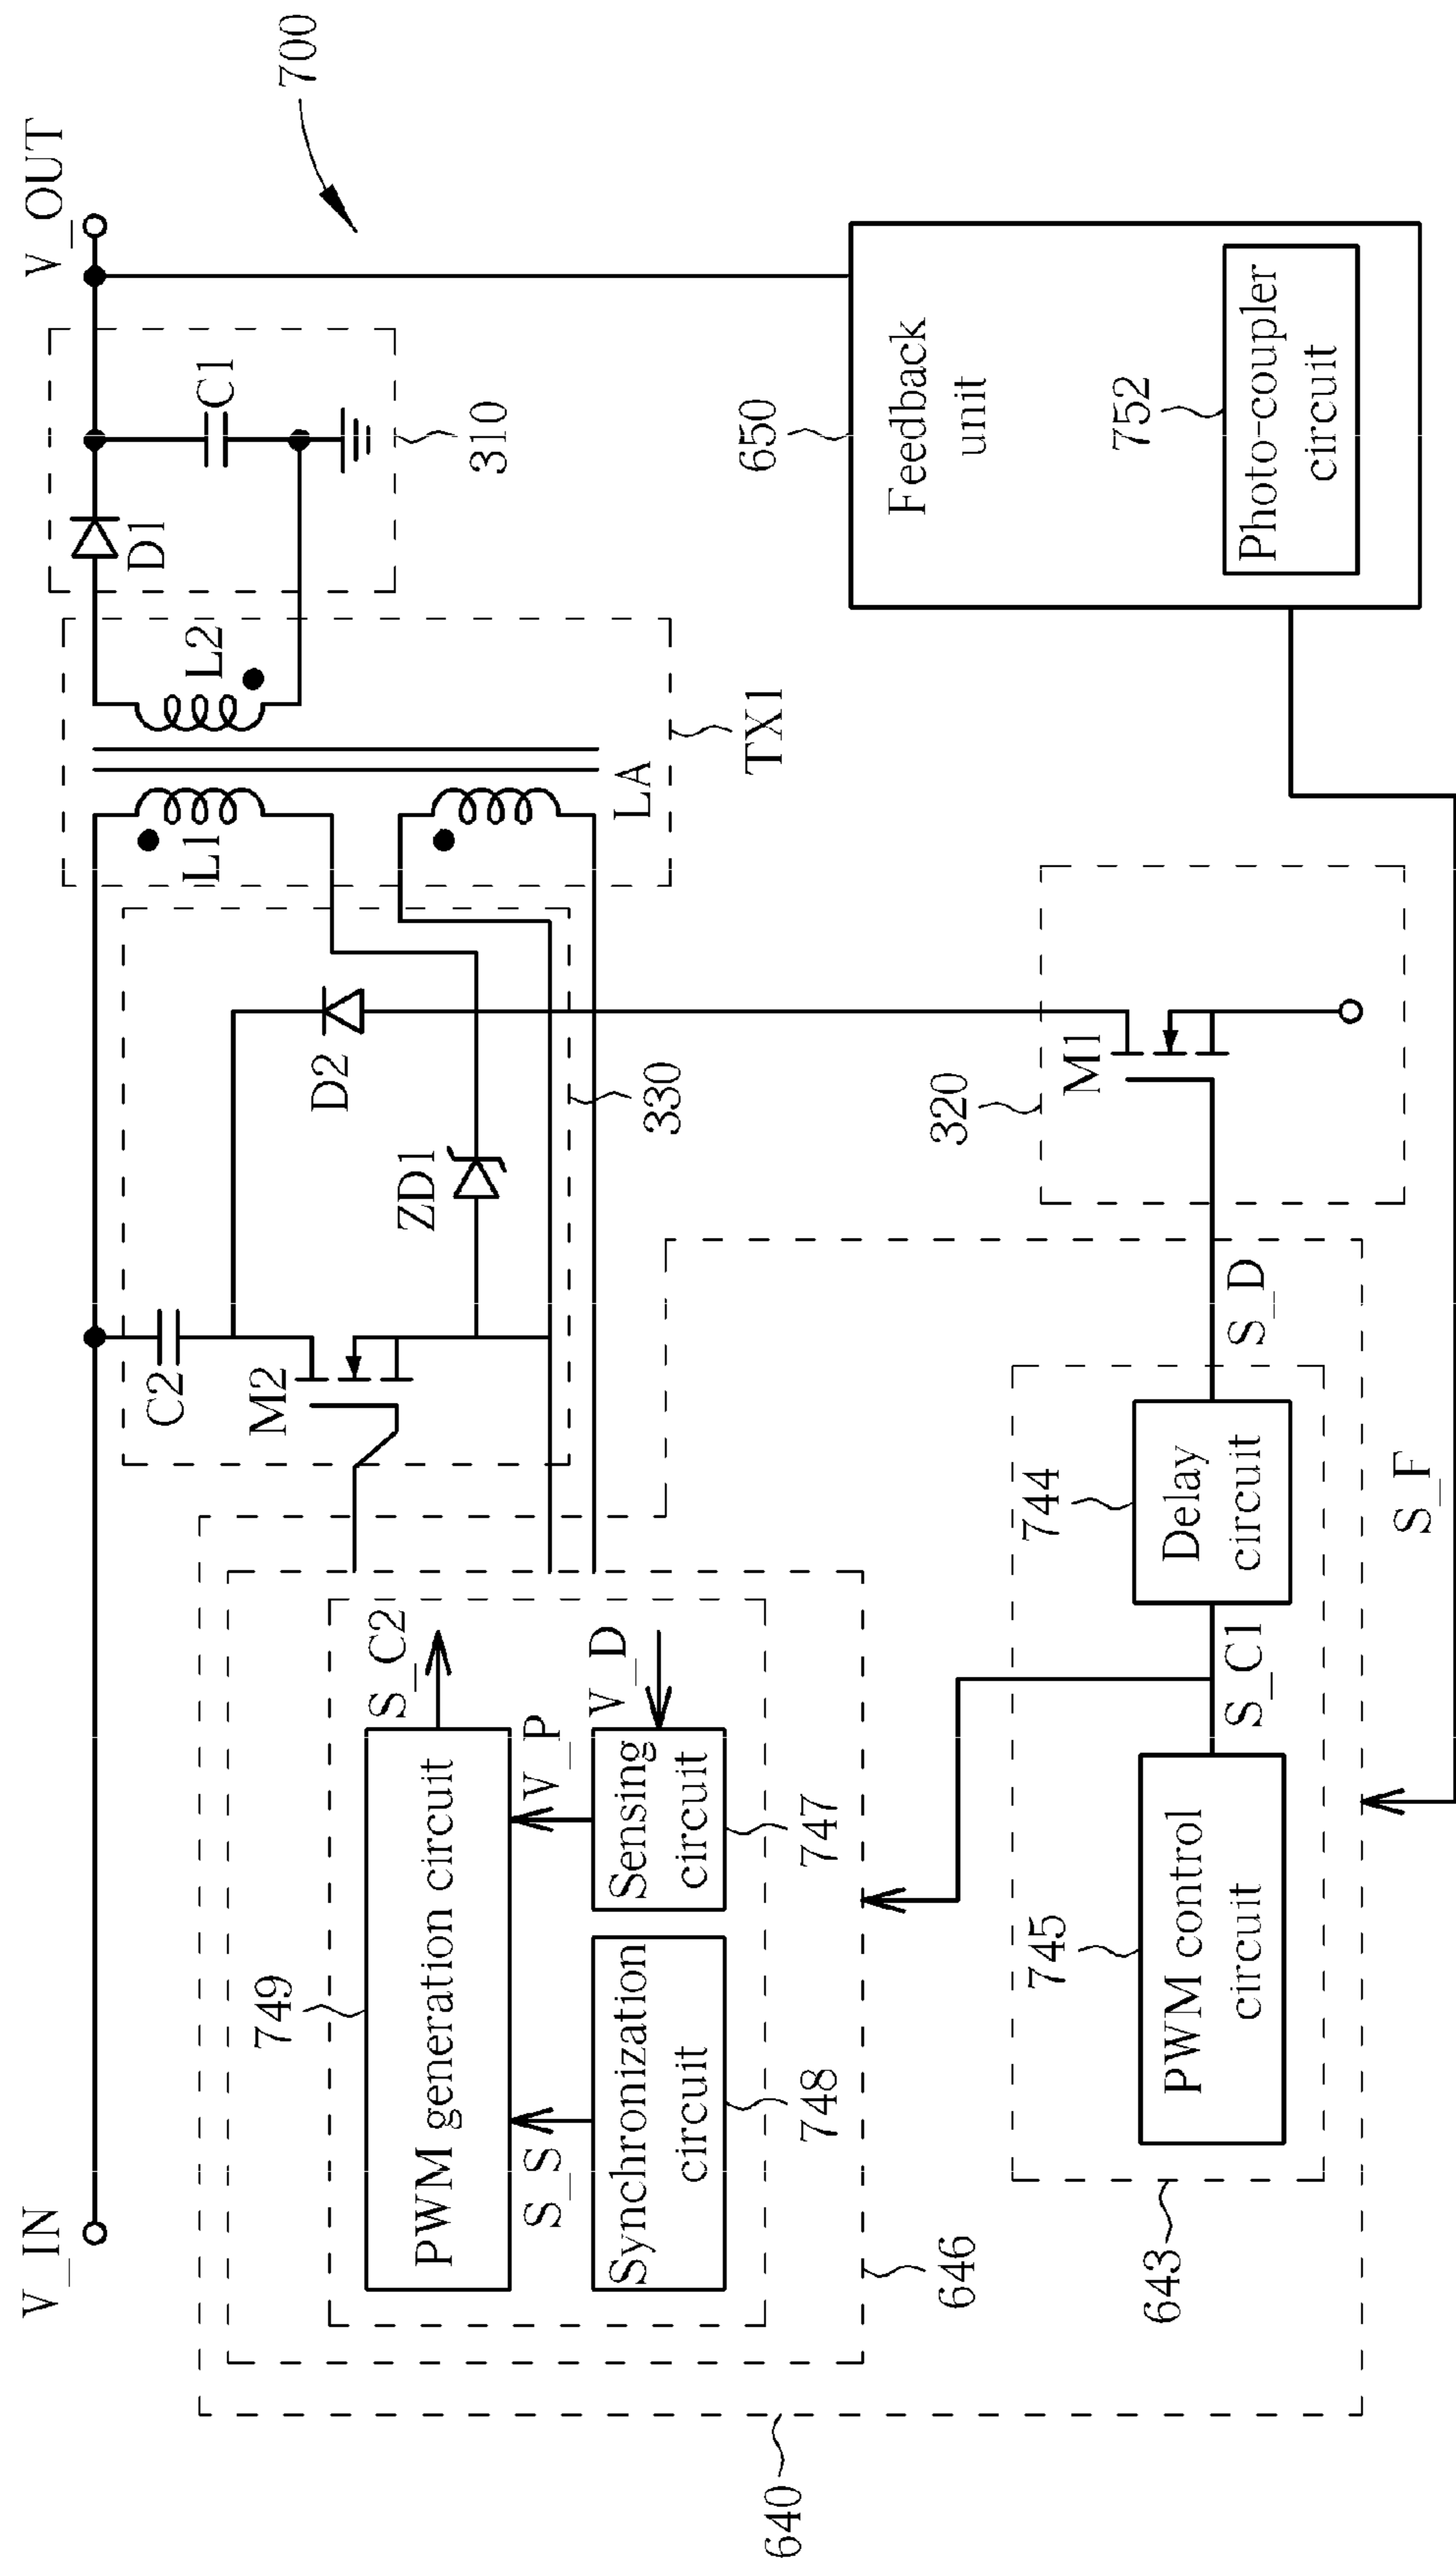 700
V_IN
V_OUT
C2
M2
D2
ZD1
330
L1
L2
LA
TX1
D1
C1
310
749
PWM generation circuit
S_C2
S_S
V_P
V_D
Synchronization
circuit
748
Sensing
circuit
747
646
640
745
PWM control
circuit
S_C1
744
Delay
circuit
643
S_D
320
M1
650
Feedback
unit
752
Photo-coupler
circuit
S_F